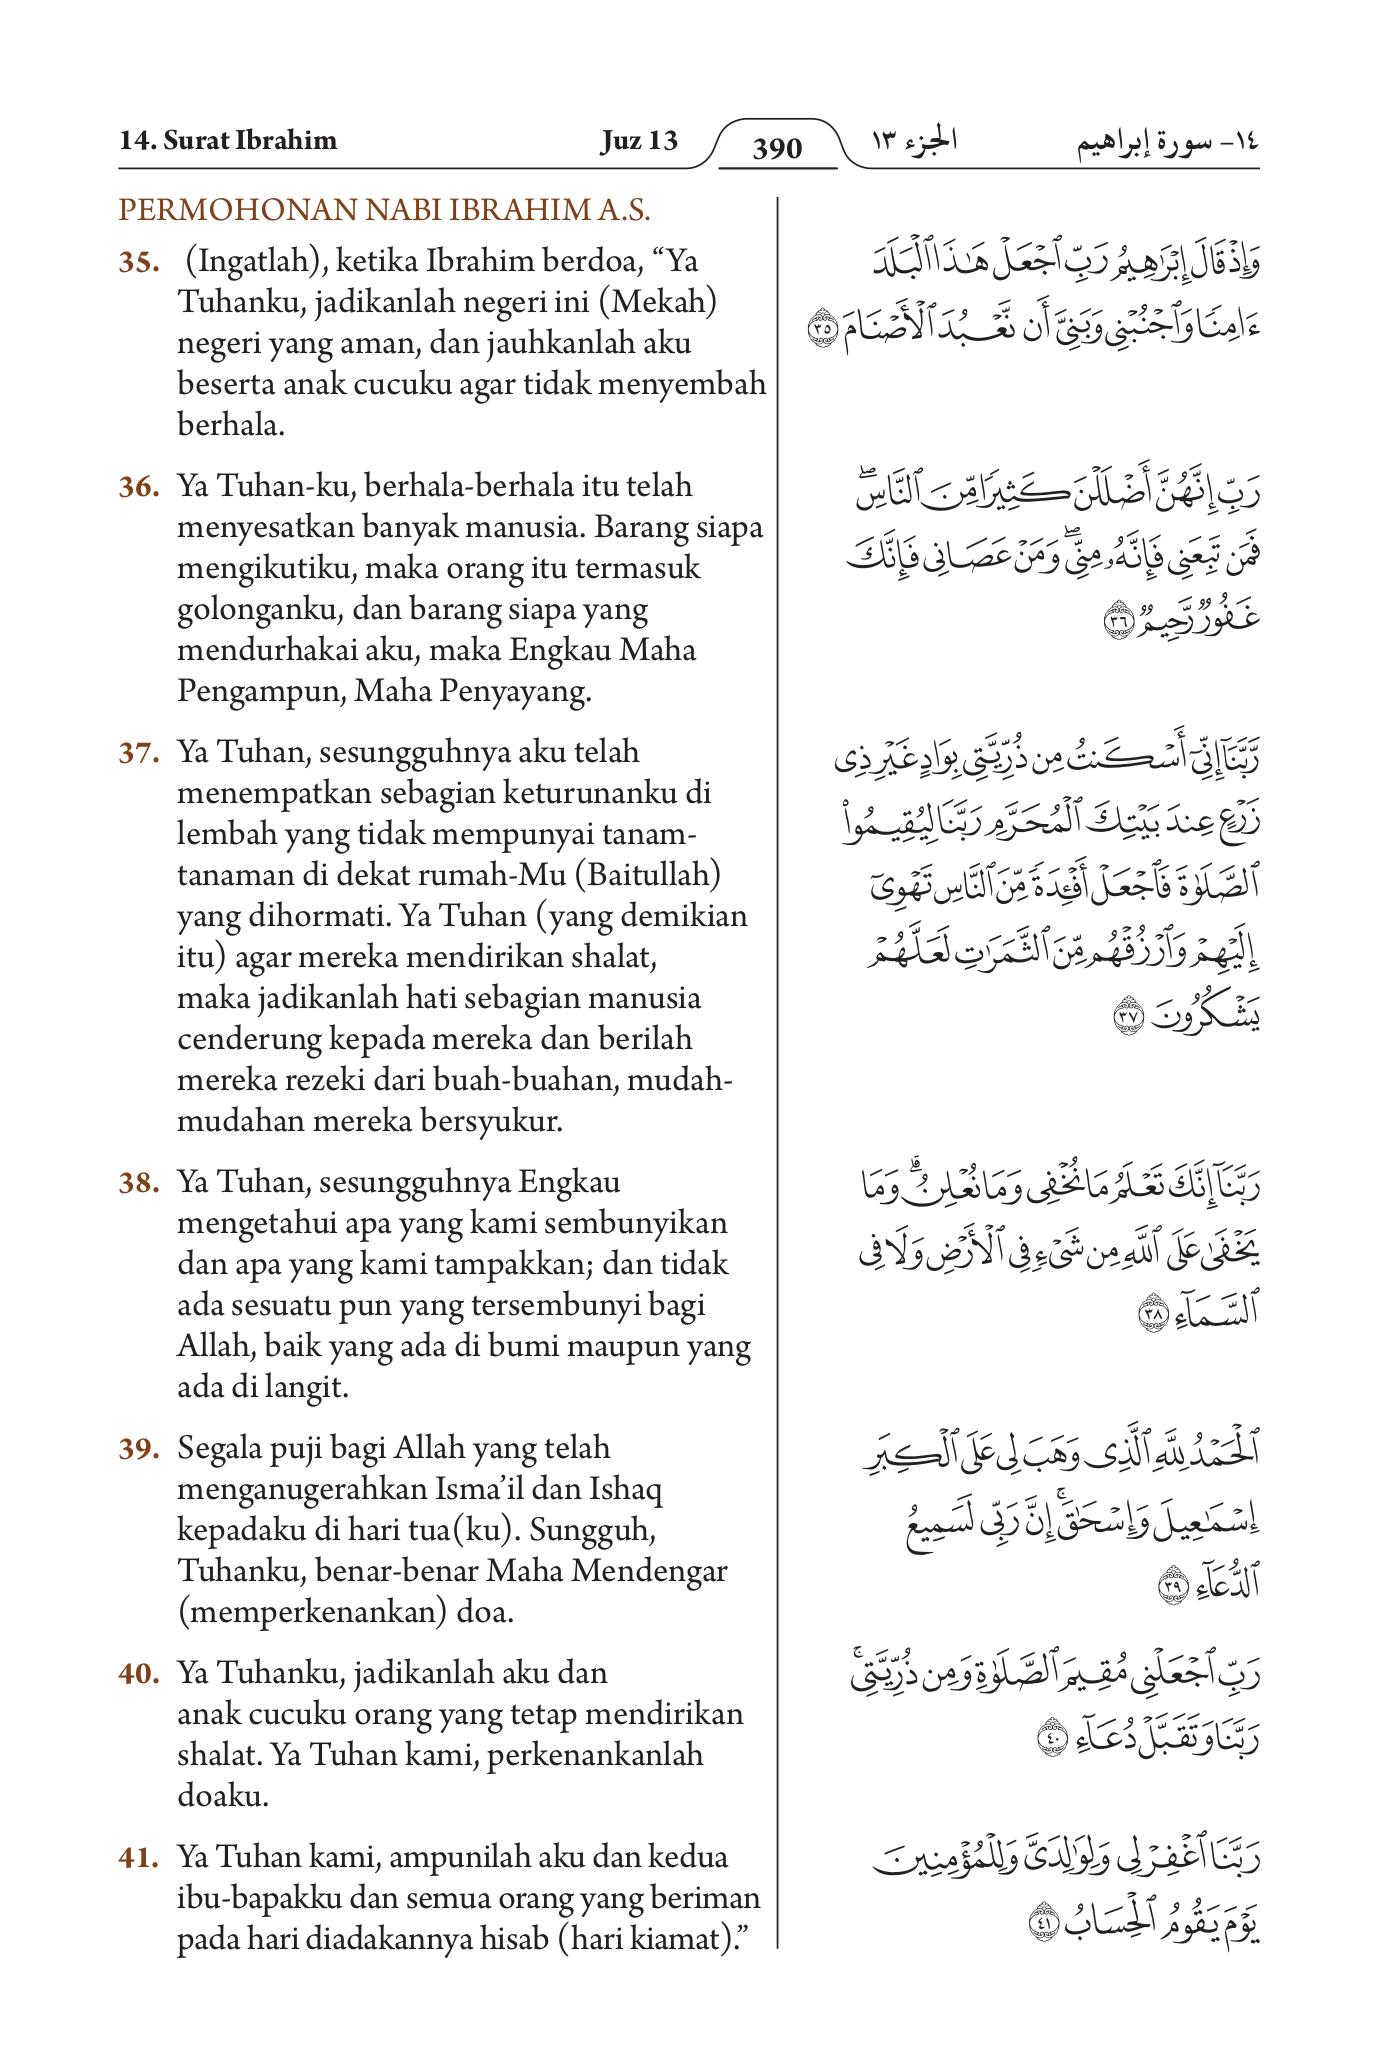 14. Surat Ibrahim
Juz 13
390
الجزء ١٣
١٤- سورة إبراهيم
PERMOHONAN NABI IBRAHIM A.S.
35. (Ingatlah), ketika Ibrahim berdoa, “Ya
Tuhanku, jadikanlah negeri ini (Mekah)
negeri yang aman, dan jauhkanlah aku
beserta anak cucuku agar tidak menyembah
berhala.
36. Ya Tuhan-ku, berhala-berhala itu telah
menyesatkan banyak manusia. Barang siapa
mengikutiku, maka orang itu termasuk
golonganku, dan barang siapa yang
mendurhakai aku, maka Engkau Maha
Pengampun, Maha Penyayang.
37. Ya Tuhan, sesungguhnya aku telah
menempatkan sebagian keturunanku di
lembah yang tidak mempunyai tanam-
tanaman di dekat rumah-Mu (Baitullah)
yang dihormati. Ya Tuhan (yang demikian
itu) agar mereka mendirikan shalat,
maka jadikanlah hati sebagian manusia
cenderung kepada mereka dan berilah
mereka rezeki dari buah-buahan, mudah-
mudahan mereka bersyukur.
38. Ya Tuhan, sesungguhnya Engkau
mengetahui apa yang kami sembunyikan
dan apa yang kami tampakkan; dan tidak
ada sesuatu pun yang tersembunyi bagi
Allah, baik yang ada di bumi maupun yang
ada di langit.
39. Segala puji bagi Allah yang telah
menganugerahkan Isma’il dan Ishaq
kepadaku di hari tua(ku). Sungguh,
Tuhanku, benar-benar Maha Mendengar
(memperkenankan) doa.
40. Ya Tuhanku, jadikanlah aku dan
anak cucuku orang yang tetap mendirikan
shalat. Ya Tuhan kami, perkenankanlah
doaku.
41. Ya Tuhan kami, ampunilah aku dan kedua
ibu-bapakku dan semua orang yang beriman
pada hari diadakannya hisab (hari kiamat).”
وَإِذۡ قَالَ إِبۡرَٰهِيمُ رَبِّ ٱجۡعَلۡ هَٰذَا ٱلۡبَلَدَ
ءَامِنٗا وَٱجۡنُبۡنِي وَبَنِيَّ أَن نَّعۡبُدَ ٱلۡأَصۡنَامَ ٣٥
رَبِّ إِنَّهُنَّ أَضۡلَلۡنَ كَثِيرٗا مِّنَ ٱلنَّاسِۖ
فَمَن تَبِعَنِي فَإِنَّهُۥ مِنِّيۖ وَمَنۡ عَصَانِي فَإِنَّكَ
غَفُورٞ رَّحِيمٞ ٣٦
رَّبَّنَآ إِنِّيٓ أَسۡكَنتُ مِن ذُرِّيَّتِي بِوَادٍ غَيۡرِ ذِي
زَرۡعٍ عِندَ بَيۡتِكَ ٱلۡمُحَرَّمِ رَبَّنَا لِيُقِيمُواْ
ٱلصَّلَوٰةَ فَٱجۡعَلۡ أَفۡـِٔدَةٗ مِّنَ ٱلنَّاسِ تَهۡوِيٓ
إِلَيۡهِمۡ وَٱرۡزُقۡهُم مِّنَ ٱلثَّمَرَٰتِ لَعَلَّهُمۡ
يَشۡكُرُونَ ٣٧
رَبَّنَآ إِنَّكَ تَعۡلَمُ مَا نُخۡفِي وَمَا نُعۡلِنُۗ وَمَا
يَخۡفَىٰ عَلَى ٱللَّهِ مِن شَيۡءٖ فِي ٱلۡأَرۡضِ وَلَا فِي
ٱلسَّمَآءِ ٣٨
ٱلۡحَمۡدُ لِلَّهِ ٱلَّذِي وَهَبَ لِي عَلَى ٱلۡكِبَرِ
إِسۡمَٰعِيلَ وَإِسۡحَٰقَۚ إِنَّ رَبِّي لَسَمِيعُ
ٱلدُّعَآءِ ٣٩
رَبِّ ٱجۡعَلۡنِي مُقِيمَ ٱلصَّلَوٰةِ وَمِن ذُرِّيَّتِيۚ
رَبَّنَا وَتَقَبَّلۡ دُعَآءِ ٤٠
رَبَّنَا ٱغۡفِرۡ لِي وَلِوَٰلِدَيَّ وَلِلۡمُؤۡمِنِينَ
يَوۡمَ يَقُومُ ٱلۡحِسَابُ ٤١